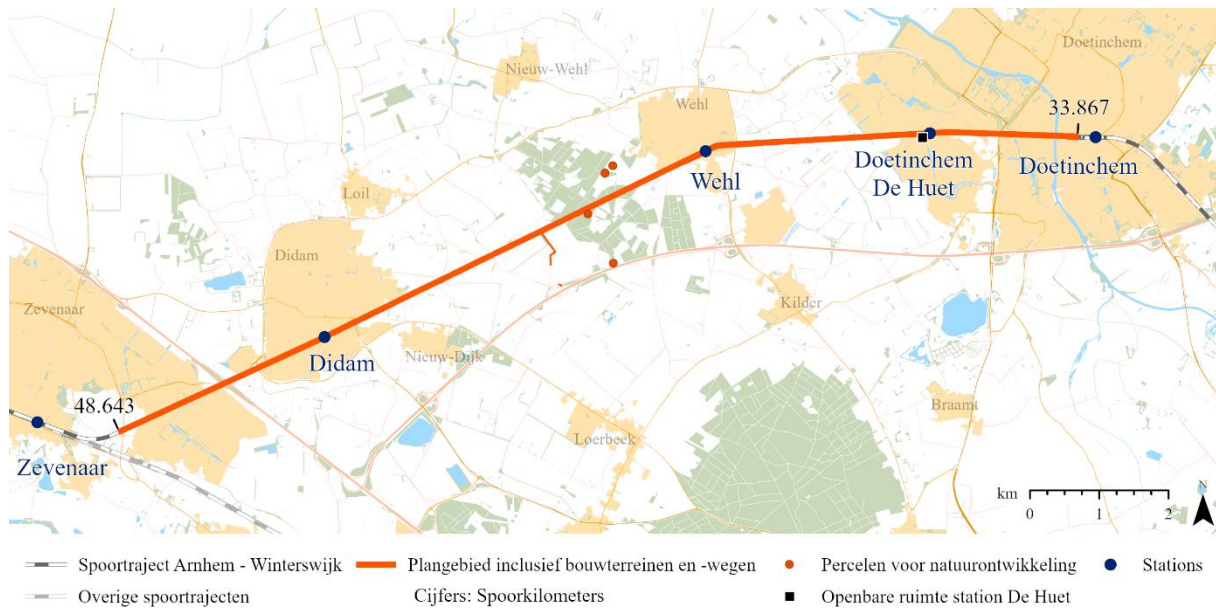 Doetinchem
Nieuw-Wehl
Wehl
33.867
Doetinchem
De Huet
Doetinchem
Wehl
Loil
Didam
Zevenaar
Kilder
Didam
Nieuw-Dijk
48.643
Braamt
Loerbeek
Zevenaar
km
0 1 2
N
Spoortraject Arnhem - Winterswijk
Plangebied inclusief bouwterreinen en -wegen
Percelen voor natuurontwikkeling
Stations
Overige spoortrajecten
Cijfers: Spoorkilometers
Openbare ruimte station De Huet